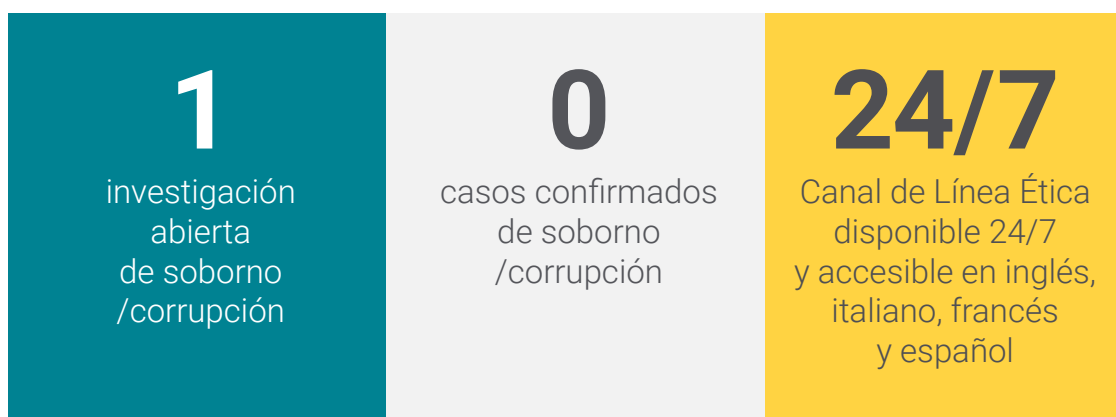 1
investigación
abierta
de soborno
/corrupción
0
casos confirmados
de soborno
/corrupción
24/7
Canal de Línea Ética
disponible 24/7
y accesible en inglés,
italiano, francés
y español